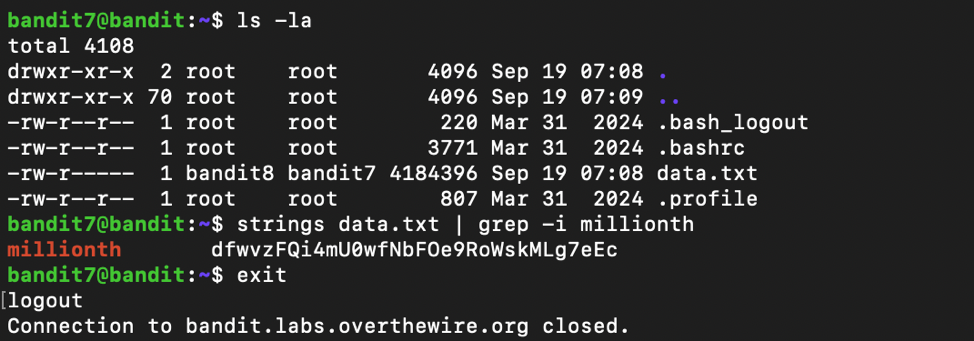 bandit7@bandit:~$ ls -la
total 4108
drwxr-xr-x  2 root    root       4096 Sep 19 07:08 .
drwxr-xr-x 70 root    root       4096 Sep 19 07:09 ..
-rw-r--r--  1 root    root        220 Mar 31  2024 .bash_logout
-rw-r--r--  1 root    root       3771 Mar 31  2024 .bashrc
-rw-r-----  1 bandit8 bandit7 4184396 Sep 19 07:08 data.txt
-rw-r--r--  1 root    root        807 Mar 31  2024 .profile
bandit7@bandit:~$ strings data.txt | grep -i millionth
millionth       dfwvzFQi4mU0wfNbFOe9RoWskMLg7eEc
bandit7@bandit:~$ exit
[logout
Connection to bandit.labs.overthewire.org closed.